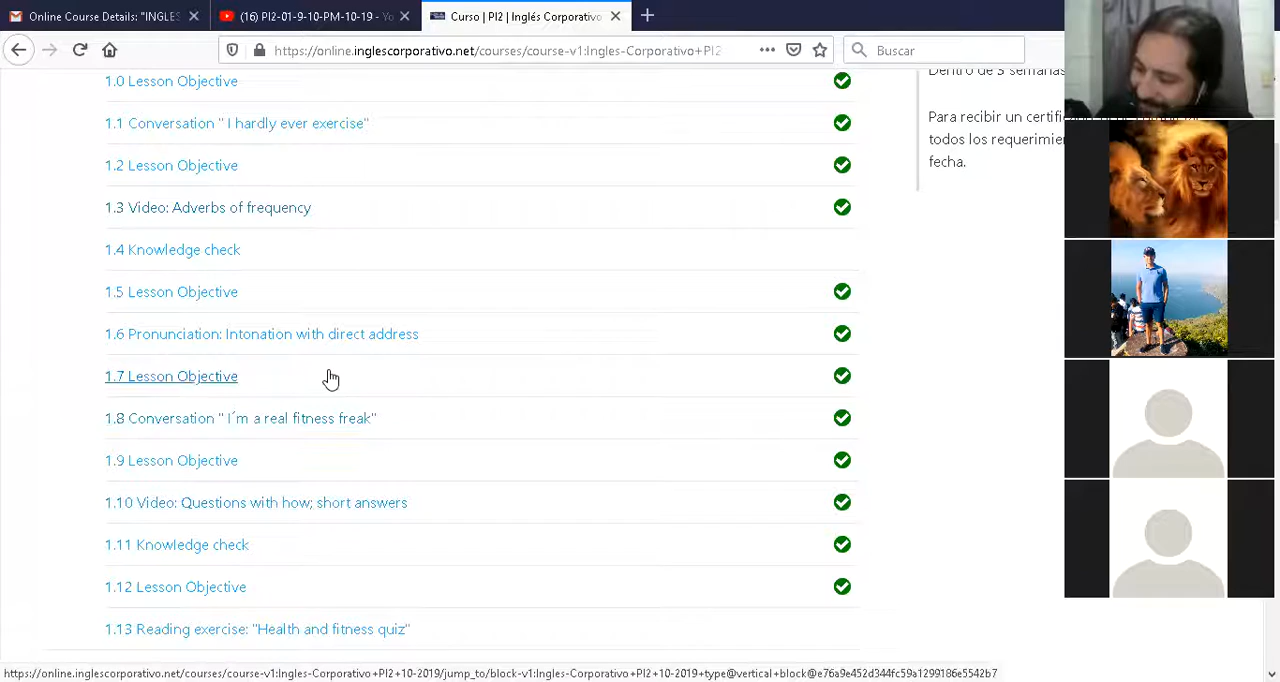 Online Course Details: "INGLES
(16) PI2-01-9-10-PM-10-19 - Yo
Curso | PI2 | Inglés Corporativo
https://online.inglescorporativo.net/courses/course-v1:Ingles-Corporativo+PI2
Buscar
1.0 Lesson Objective
Dentro de 3 semanas
1.1 Conversation " I hardly ever exercise"
Para recibir un certifi
todos los requerimie
fecha.
1.2 Lesson Objective
1.3 Video: Adverbs of frequency
1.4 Knowledge check
1.5 Lesson Objective
1.6 Pronunciation: Intonation with direct address
1.7 Lesson Objective
1.8 Conversation " I´m a real fitness freak"
1.9 Lesson Objective
1.10 Video: Questions with how; short answers
1.11 Knowledge check
1.12 Lesson Objective
1.13 Reading exercise: "Health and fitness quiz"
https://online.inglescorporativo.net/courses/course-v1:Ingles-Corporativo+PI2+10-2019/jump_to/block-v1:Ingles-Corporativo+PI2+10-2019+type@vertical+block@e76a9e452d344fc59a1299186e5542b7